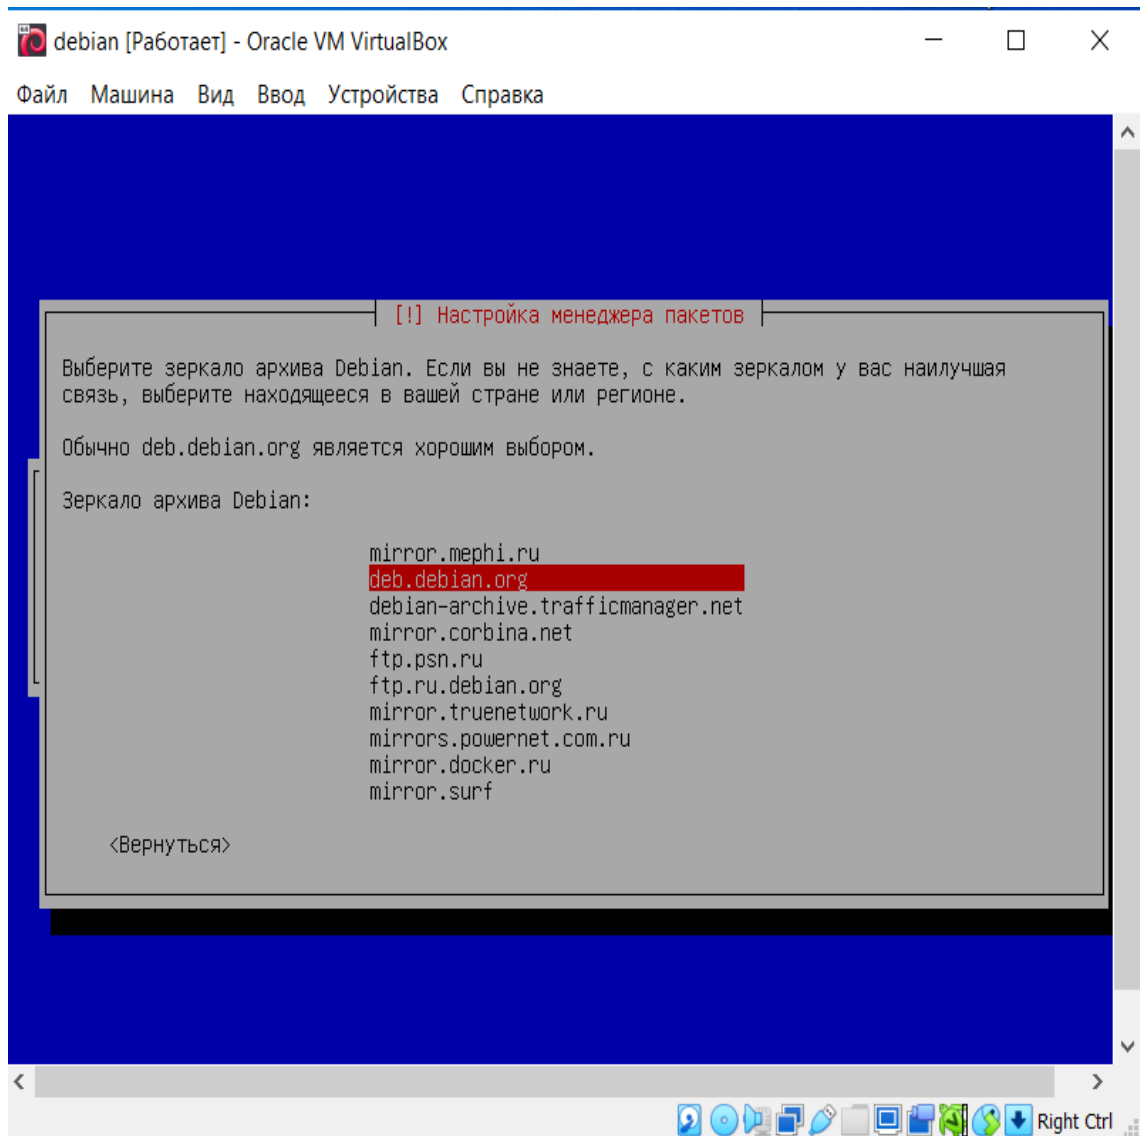 debian [Работает] - Oracle VM VirtualBox
Файл Машина Вид Ввод Устройства Справка
[!] Настройка менеджера пакетов
Выберите зеркало архива Debian. Если вы не знаете, с каким зеркалом у вас наилучшая
связь, выберите находящееся в вашей стране или регионе.
Обычно deb.debian.org является хорошим выбором.
Зеркало архива Debian:
mirror.mephi.ru
deb.debian.org
debian-archive.trafficmanager.net
mirror.corbina.net
ftp.psn.ru
ftp.ru.debian.org
mirror.truenetwork.ru
mirrors.powernet.com.ru
mirror.docker.ru
mirror.surf
<Вернуться>
Right Ctrl